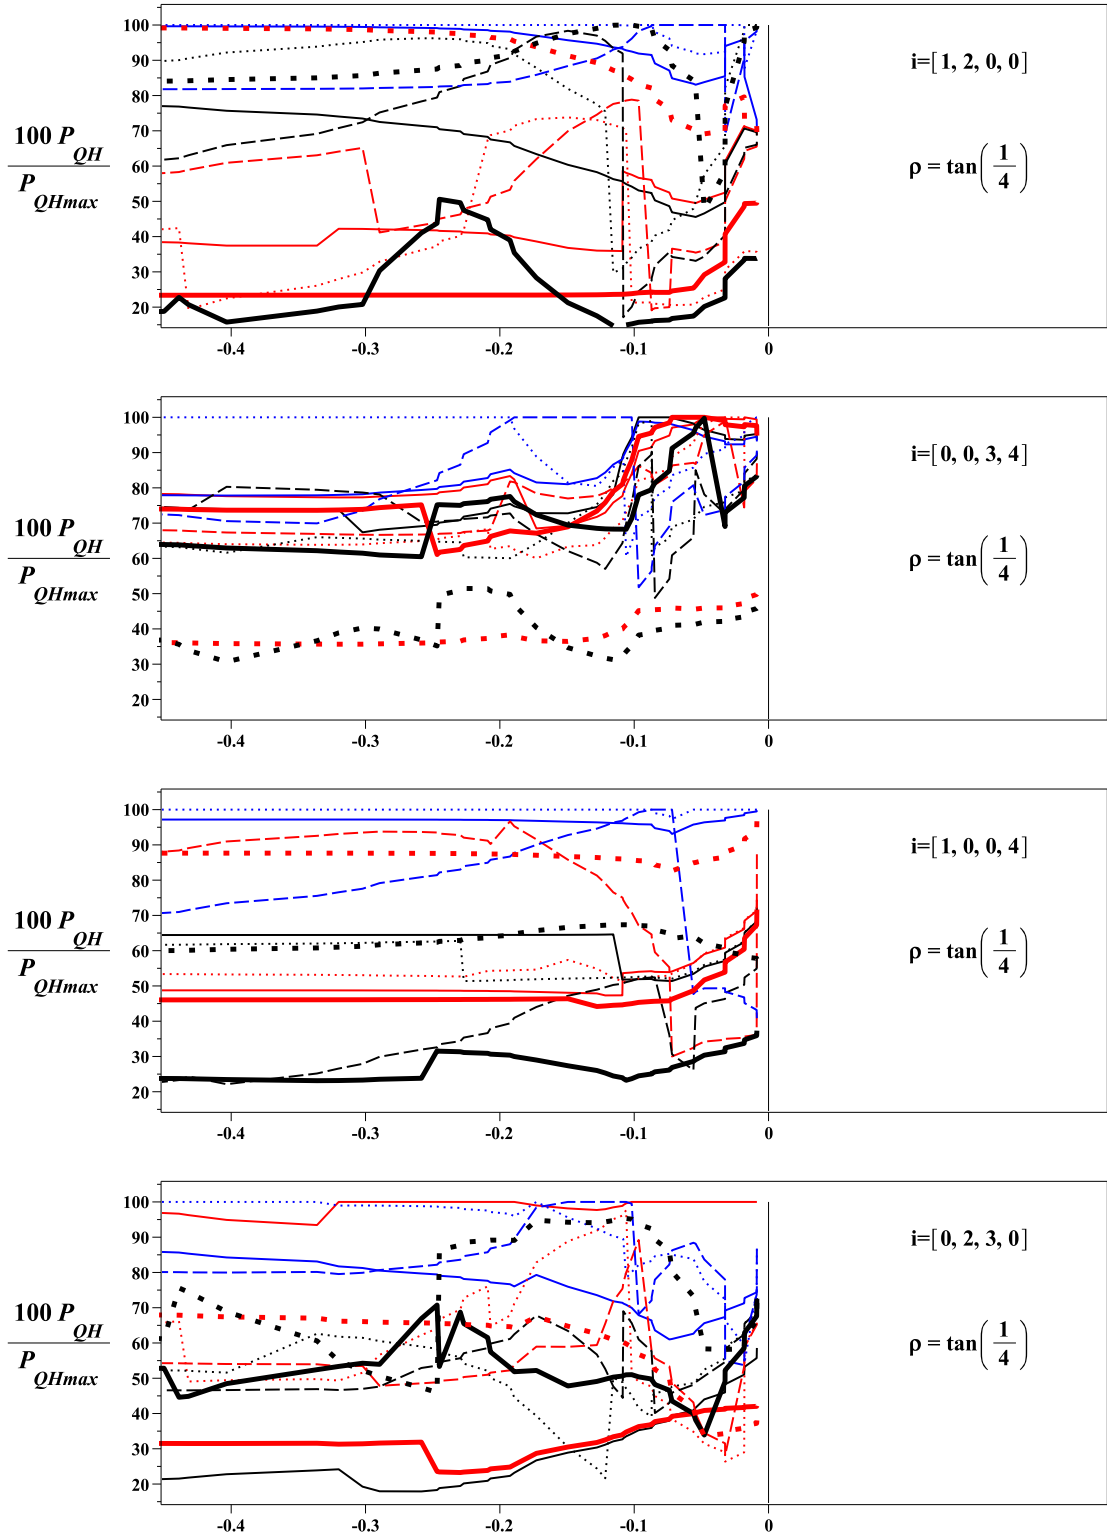 100
90
80
70
60
50
40
30
20
100 P_QH
P_QHmax
i=[1, 2, 0, 0]
ρ = tan(1/4)
-0.4 -0.3 -0.2 -0.1 0
100
90
80
70
60
50
40
30
20
100 P_QH
P_QHmax
i=[0, 0, 3, 4]
ρ = tan(1/4)
-0.4 -0.3 -0.2 -0.1 0
100
90
80
70
60
50
40
30
20
100 P_QH
P_QHmax
i=[1, 0, 0, 4]
ρ = tan(1/4)
-0.4 -0.3 -0.2 -0.1 0
100
90
80
70
60
50
40
30
20
100 P_QH
P_QHmax
i=[0, 2, 3, 0]
ρ = tan(1/4)
-0.4 -0.3 -0.2 -0.1 0